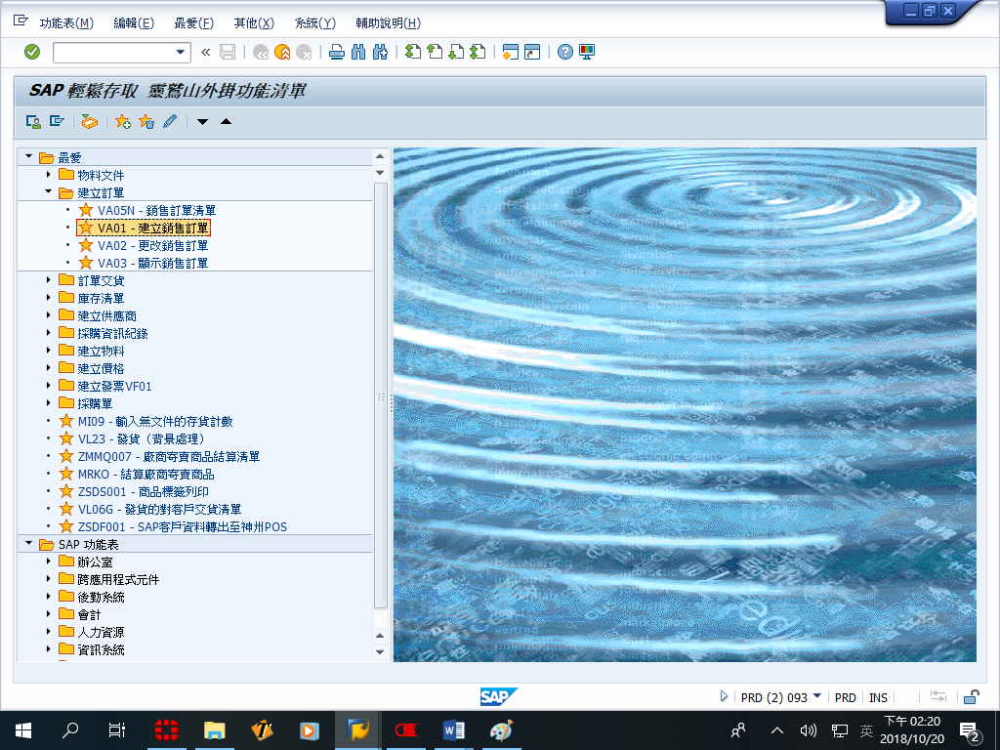 功能表(M) 編輯(E) 最愛(F) 其他(X) 系統(Y) 輔助說明(H)
SAP 輕鬆存取 靈鷲山外掛功能清單
最愛
物料文件
建立訂單
VA05N - 銷售訂單清單
VA01 - 建立銷售訂單
VA02 - 更改銷售訂單
VA03 - 顯示銷售訂單
訂單交貨
庫存清單
建立供應商
採購資訊紀錄
建立物料
建立價格
建立發票VF01
採購單
MI09 - 輸入無文件的存貨計數
VL23 - 發貨（背景處理）
ZMMQ007 - 廠商寄賣商品結算清單
MRKO - 結算廠商寄賣商品
ZSDS001 - 商品標籤列印
VL06G - 發貨的對客戶交貨清單
ZSDF001 - SAP客戶資料轉出至神州POS
SAP 功能表
辦公室
跨應用程式元件
後勤系統
會計
人力資源
資訊系統
SAP
PRD (2) 093 PRD INS
英
下午 02:20
2018/10/20
2